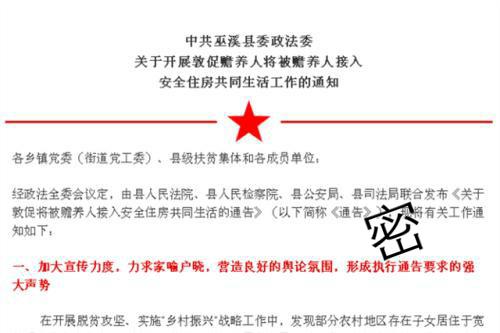 中共巫溪县委政法委
关于开展敦促赡养人将被赡养人接入
安全住房共同生活工作的通知
各乡镇党委（街道党工委）、县级扶贫集体和各成员单位：
经政法全委会议定，由县人民法院、县人民检察院、县公安局、县司法局联合发布《关于
敦促将被赡养人接入安全住房共同生活的通告》（以下简称《通告》），现将有关工作通
知如下：
密
一、加大宣传力度，力求家喻户晓，营造良好的舆论氛围，形成执行通告要求的强
大声势
在开展脱贫攻坚、实施“乡村振兴”战略工作中，发现部分农村地区存在子女居住于宽